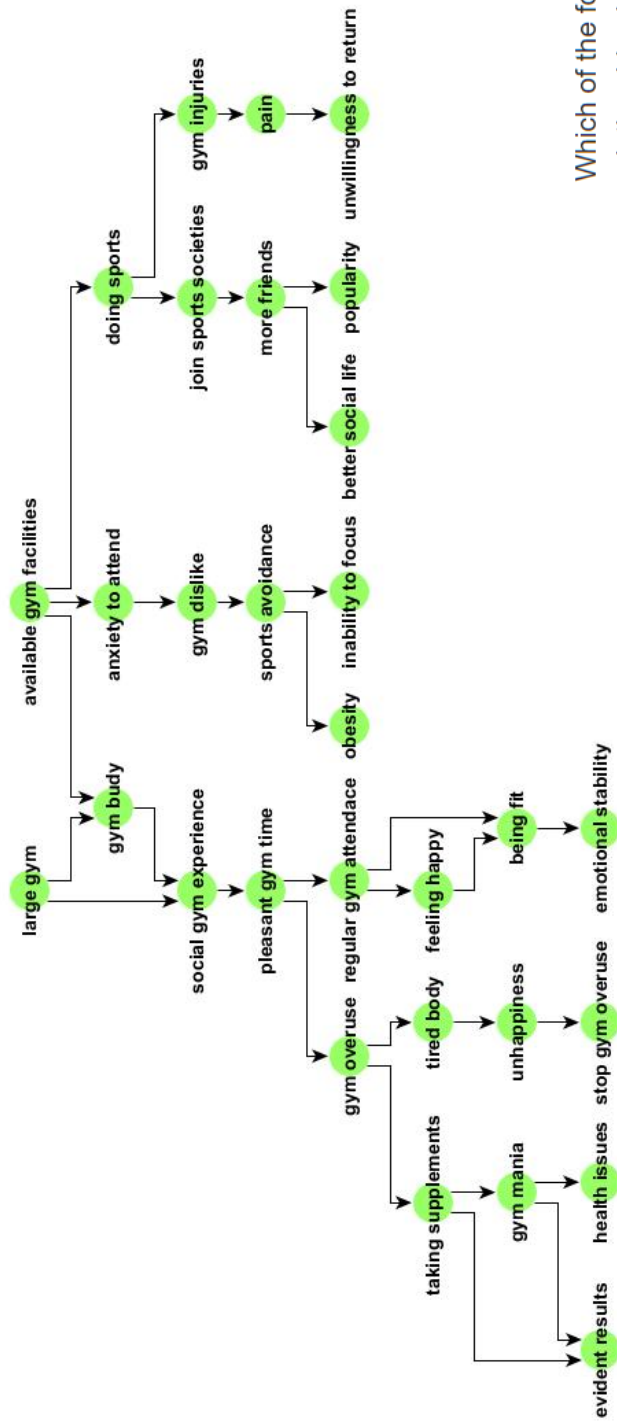 large gym
available gym facilities
gym budy
anxiety to attend
doing sports
social gym experience
gym dislike
join sports societies
gym injuries
pleasant gym time
sports avoidance
more friends
pain
gym overuse
regular gym attendace
obesity
inability to focus
better social life
popularity
unwillingness to return
taking supplements
tired body
feeling happy
gym mania
unhappiness
being fit
evident results
health issues
stop gym overuse
emotional stability
Which of the fo